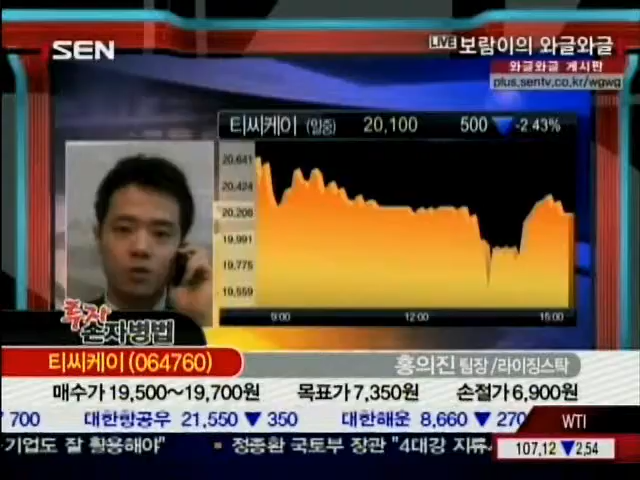 SEN
LIVE 보람이의 와글와글
와글와글 게시판
plus.sentv.co.kr/wgwg
티씨케이 (일중) 20,100 500 ▼ -2.43%
20,641
20,424
20,208
19,991
19,775
19,559
9:00 12:00 15:00
투자
손자병법
티씨케이 (064760)
홍의진 팀장/라이징스탁
매수가 19,500~19,700원 목표가 7,350원 손절가 6,900원
700 대한항공우 21,550 ▼ 350 대한해운 8,660 ▼ 270
WTI
기업도 잘 활용해야" ▪ 정종환 국토부 장관 "4대강 지류
107,12 ▼ 2,54